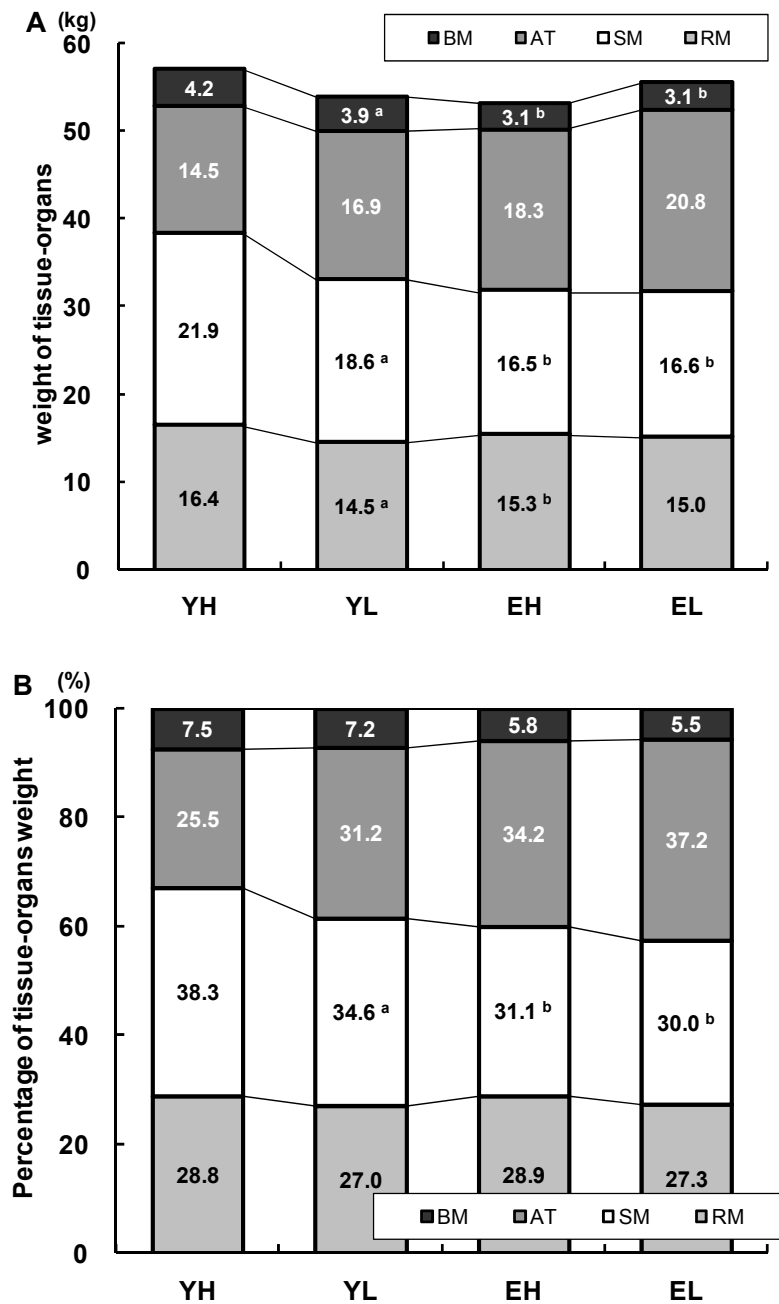 A (kg)
BM AT SM RM
60
50
40
30
20
10
0
weight of tissue-organs
4.2 3.9 a 3.1 b 3.1 b
14.5 16.9 18.3 20.8
21.9 18.6 a 16.5 b 16.6 b
16.4 14.5 a 15.3 b 15.0
YH YL EH EL
B (%)
100
80
60
40
20
0
Percentage of tissue-organs weight
7.5 7.2 5.8 5.5
25.5 31.2 34.2 37.2
38.3 34.6 a 31.1 b 30.0 b
28.8 27.0 28.9 27.3
BM AT SM RM
YH YL EH EL